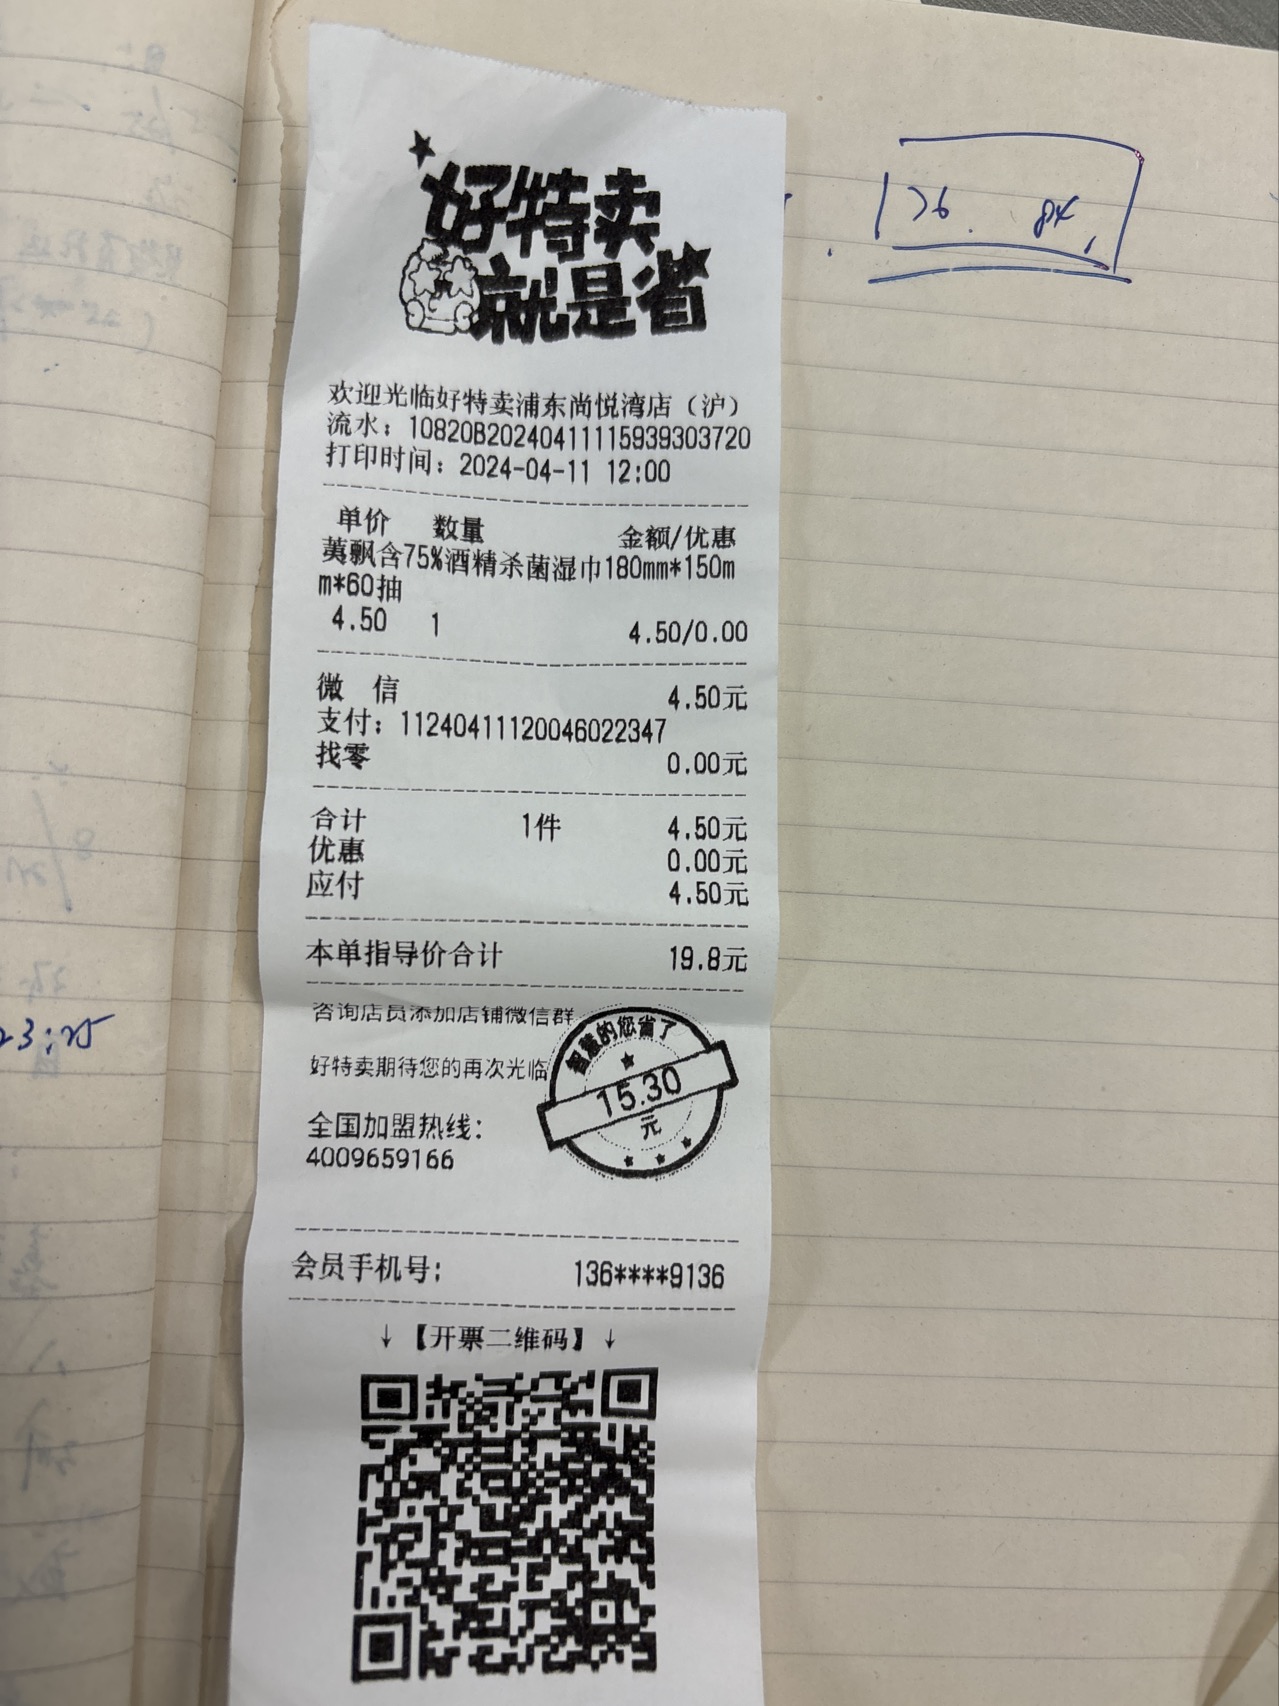 好特卖
就是省
欢迎光临好特卖浦东尚悦湾店（沪）
流水：10820B20240411115939303720
打印时间：2024-04-11 12:00
单价 数量 金额/优惠
荑飘含75%酒精杀菌湿巾180mm*150m
m*60抽
4.50 1 4.50/0.00
微 信 4.50元
支付：11240411120046022347
找零 0.00元
合计 1件 4.50元
优惠 0.00元
应付 4.50元
本单指导价合计 19.8元
咨询店员添加店铺微信群
好特卖期待您的再次光临
智慧的您省了
15.30
元
全国加盟热线：
4009659166
会员手机号： 136****9136
↓【开票二维码】↓
23:25